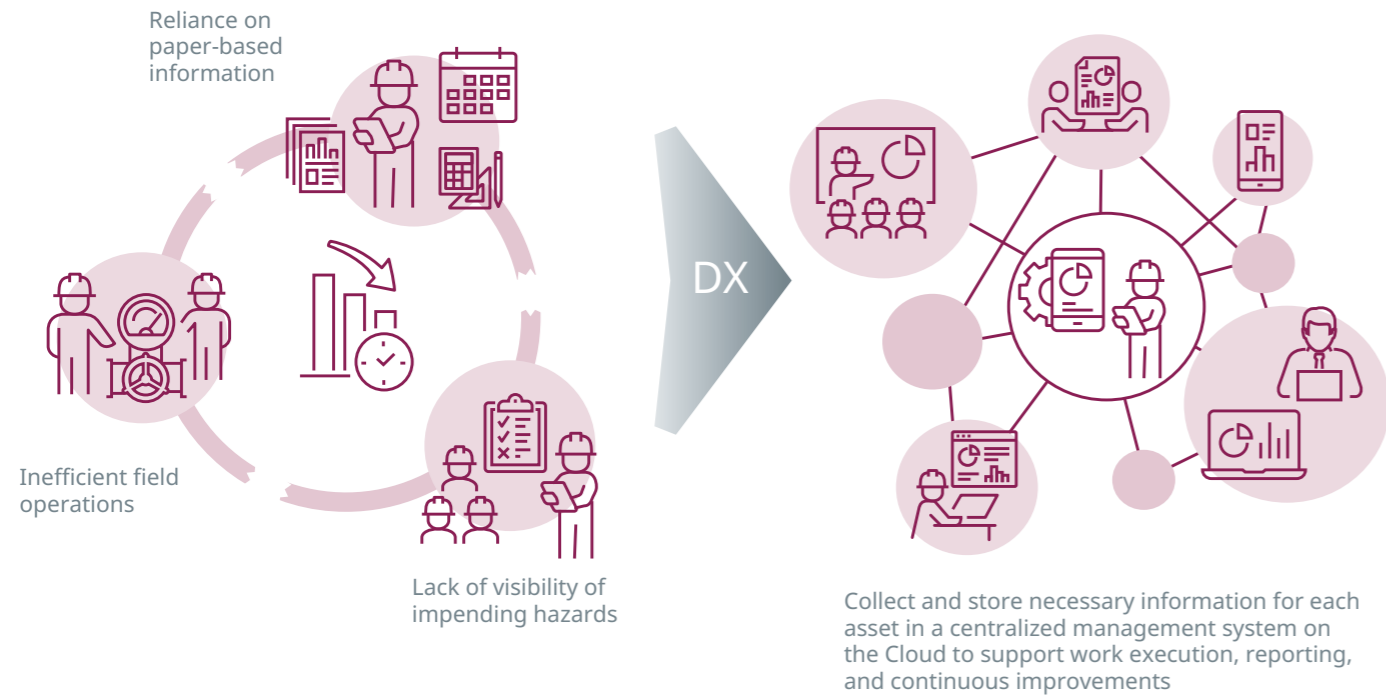 Reliance on
paper-based
information
Inefficient field
operations
Lack of visibility of
impending hazards
DX
Collect and store necessary information for each
asset in a centralized management system on
the Cloud to support work execution, reporting,
and continuous improvements